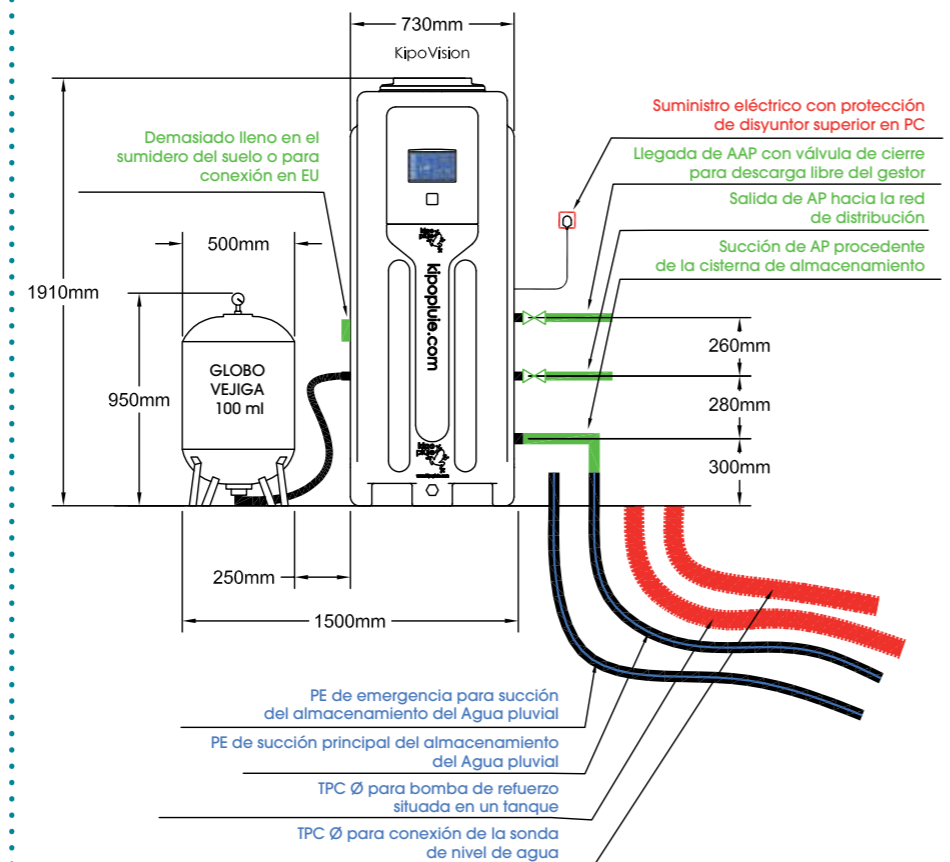 730mm
KipoVision
Suministro eléctrico con protección
de disyuntor superior en PC
Demasiado lleno en el
sumidero del suelo o para
conexión en EU
Llegada de AAP con válvula de cierre
para descarga libre del gestor
Salida de AP hacia la red
de distribución
Succión de AP procedente
de la cisterna de almacenamiento
500mm
1910mm
950mm
GLOBO
VEJIGA
100 ml
kipopluie.com
260mm
280mm
300mm
250mm
1500mm
PE de emergencia para succión
del almacenamiento del Agua pluvial
PE de succión principal del almacenamiento
del Agua pluvial
TPC Ø para bomba de refuerzo
situada en un tanque
TPC Ø para conexión de la sonda
de nivel de agua